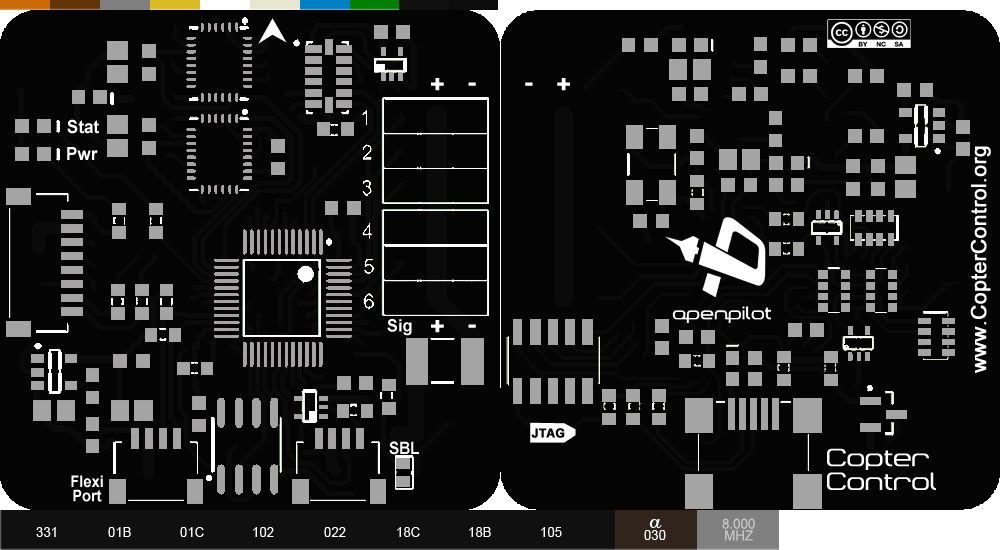 cc
BY NC SA
+ -
- +
1
2
3
4
5
6
Stat
Pwr
Sig + -
SBL
Flexi
Port
www.CopterControl.org
openpilot
JTAG
Copter
Control
331 01B 01C 102 022 18C 18B 105 α 8.000
030 MHZ